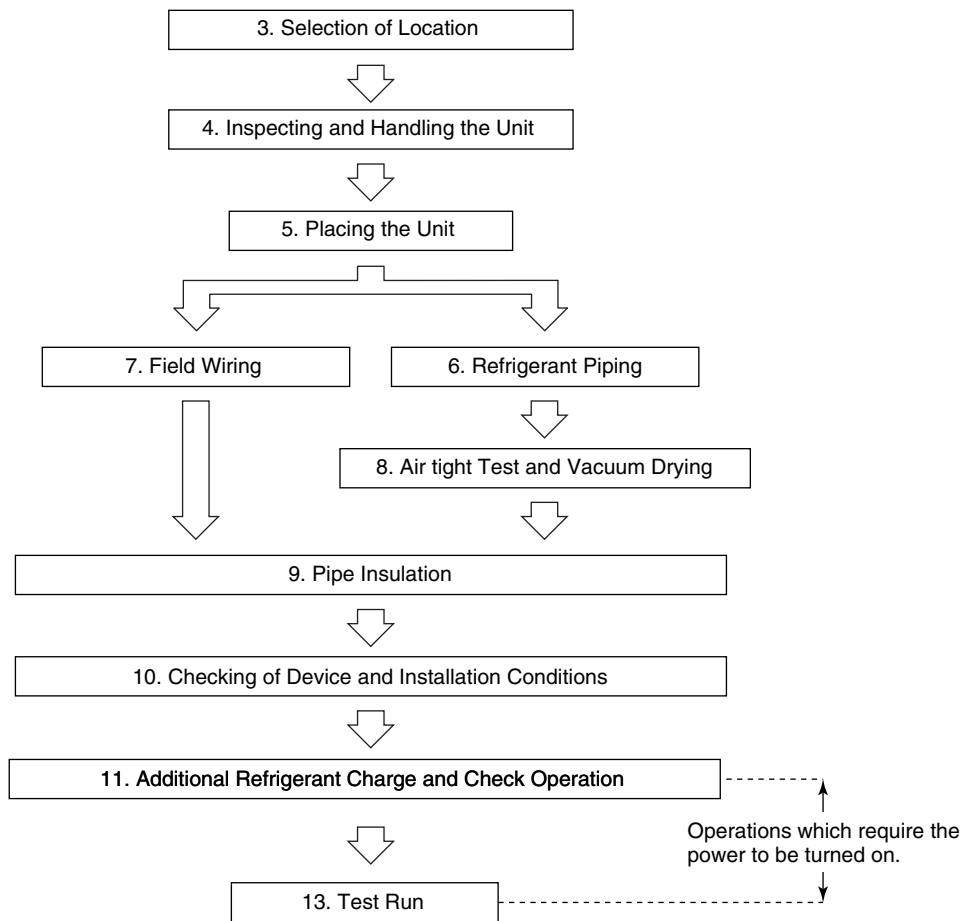 3. Selection of Location
4. Inspecting and Handling the Unit
5. Placing the Unit
7. Field Wiring
6. Refrigerant Piping
8. Air tight Test and Vacuum Drying
9. Pipe Insulation
10. Checking of Device and Installation Conditions
11. Additional Refrigerant Charge and Check Operation
Operations which require the
power to be turned on.
13. Test Run